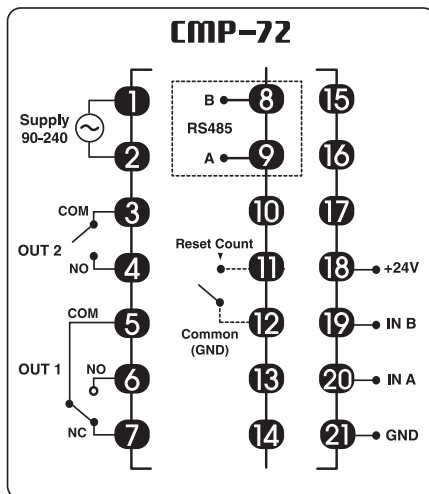 CMP-72
1
2
Supply
90-240
3
4
COM
OUT 2
NO
5
6
7
COM
OUT 1
NO
NC
8
9
B
RS485
A
10
11
12
13
14
Reset Count
Common
(GND)
15
16
17
18 +24V
19 IN B
20 IN A
21 GND